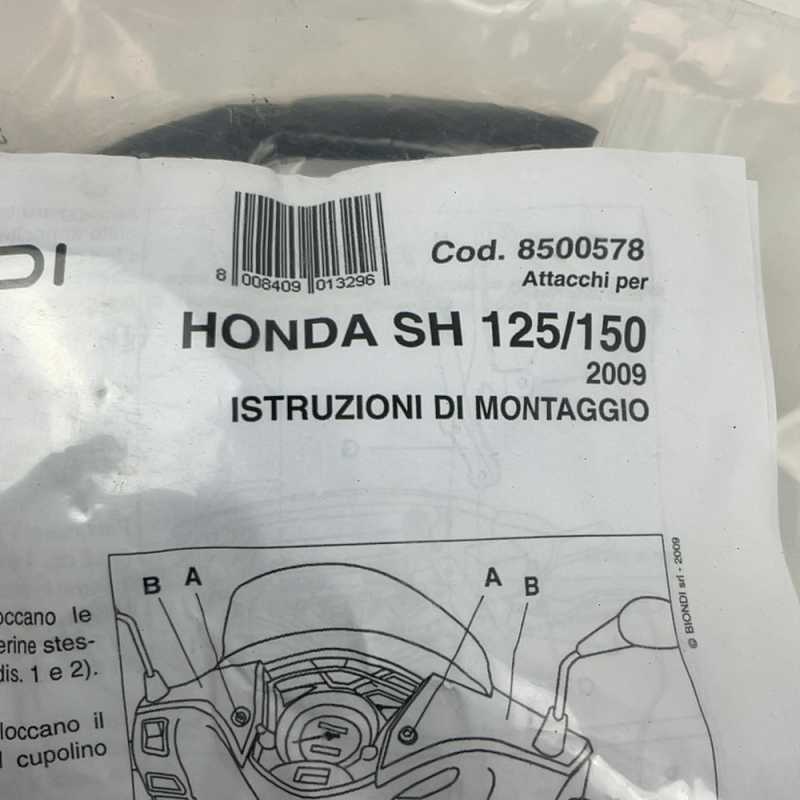 DI
8 008409 013296
Cod. 8500578
Attacchi per
HONDA SH 125/150
2009
ISTRUZIONI DI MONTAGGIO
B A A B
© BIONDI srl - 2009
occano le
erine stes-
dis. 1 e 2).
loccano il
cupolino